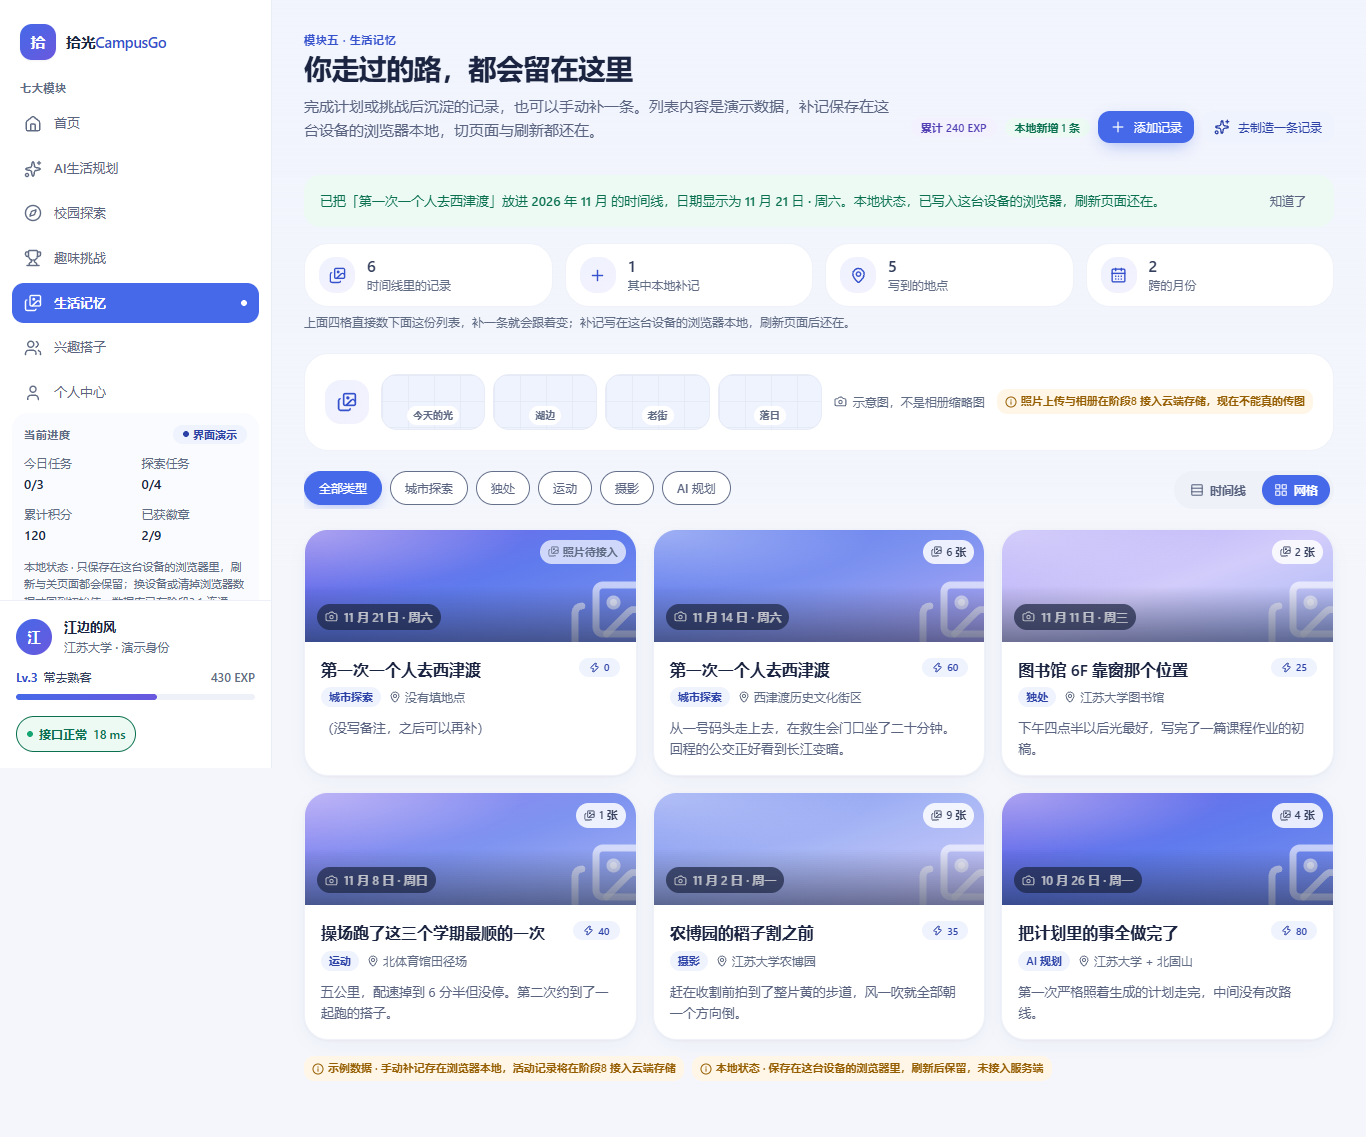 拾 拾光CampusGo
七大模块
首页
AI生活规划
校园探索
趣味挑战
生活记忆
兴趣搭子
个人中心
当前进度 界面演示
今日任务 探索任务
0/3 0/4
累计积分 已获徽章
120 2/9
本地状态 · 只保存在这台设备的浏览器里，刷
新与关页面都会保留；换设备或清掉浏览器数
江 江边的风
江苏大学 · 演示身份
Lv.3 常去熟客 430 EXP
接口正常 18 ms
模块五 · 生活记忆
你走过的路，都会留在这里
完成计划或挑战后沉淀的记录，也可以手动补一条。列表内容是演示数据，补记保存在这
台设备的浏览器本地，切页面与刷新都还在。
累计 240 EXP 本地新增 1 条 添加记录 去制造一条记录
已把「第一次一个人去西津渡」放进 2026 年 11 月 的时间线，日期显示为 11 月 21 日 · 周六。本地状态，已写入这台设备的浏览器，刷新页面还在。 知道了
6
时间线里的记录
1
其中本地补记
5
写到的地点
2
跨的月份
上面四格直接数下面这份列表，补一条就会跟着变；补记写在这台设备的浏览器本地，刷新页面后还在。
今天的光 湖边 老街 落日 示意图，不是相册缩略图 照片上传与相册在阶段8 接入云端存储，现在不能真的传图
全部类型 城市探索 独处 运动 摄影 AI 规划 时间线 网格
照片待接入
11 月 21 日 · 周六
第一次一个人去西津渡 0
城市探索 没有填地点
（没写备注，之后可以再补）
6 张
11 月 14 日 · 周六
第一次一个人去西津渡 60
城市探索 西津渡历史文化街区
从一号码头走上去，在救生会门口坐了二十分钟。
回程的公交正好看到长江变暗。
2 张
11 月 11 日 · 周三
图书馆 6F 靠窗那个位置 25
独处 江苏大学图书馆
下午四点半以后光最好，写完了一篇课程作业的初
稿。
1 张
11 月 8 日 · 周日
操场跑了这三个学期最顺的一次 40
运动 北体育馆田径场
五公里，配速掉到 6 分半但没停。第二次约到了一
起跑的搭子。
9 张
11 月 2 日 · 周一
农博园的稻子割之前 35
摄影 江苏大学农博园
赶在收割前拍到了整片黄的步道，风一吹就全部朝
一个方向倒。
4 张
10 月 26 日 · 周一
把计划里的事全做完了 80
AI 规划 江苏大学 + 北固山
第一次严格照着生成的计划走完，中间没有改路
线。
示例数据 · 手动补记存在浏览器本地，活动记录将在阶段8 接入云端存储 本地状态 · 保存在这台设备的浏览器里，刷新后保留，未接入服务端